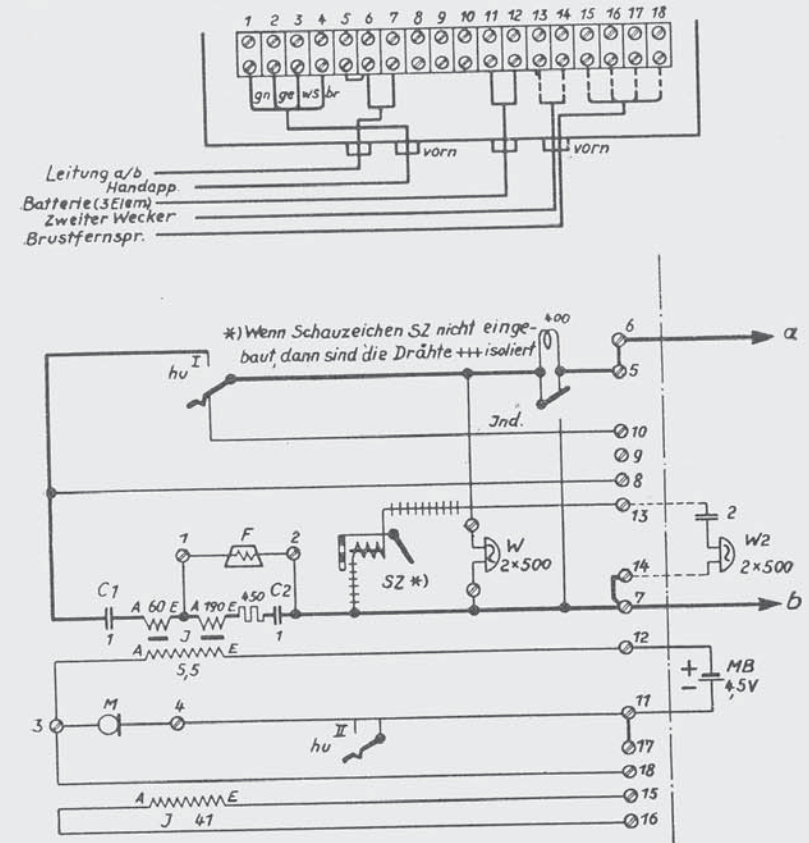 1 2 3 4 5 6 7 8 9 10 11 12 13 14 15 16 17 18
gn ge ws br
vorn vorn
Leitung a/b
Handapp.
Batterie (3 Elem)
Zweiter Wecker
Brustfernspr.
*) Wenn Schauzeichen SZ nicht einge-
baut, dann sind die Drähte +++ isoliert
400
6
a
I
hu
5
Ind.
10
9
8
13
2
1 F 2
SZ *)
W
2×500
W2
2×500
14
C1
A 60 E A 190 E 450 C2
7
b
1 J 1
A E
5,5
12
+
-
MB
4,5V
3 M 4
11
II
hu
17
18
A E
15
J 41
16